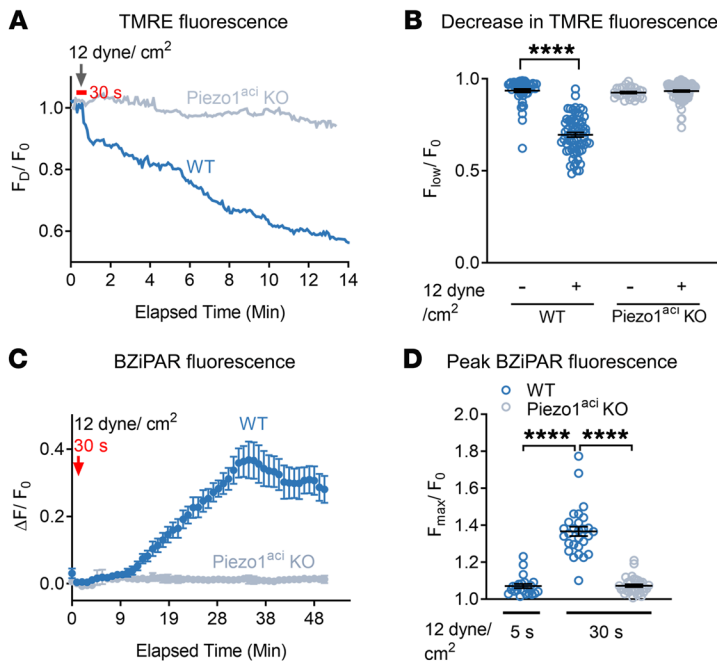 A
TMRE fluorescence
12 dyne/ cm²
30 s
Piezo1ᵃᶜⁱ KO
WT
F_D/ F₀
1.0
0.8
0.6
0 2 4 6 8 10 12 14
Elapsed Time (Min)
B
Decrease in TMRE fluorescence
****
F_low/ F₀
1.0
0.5
0.0
12 dyne - + - +
/cm²
WT Piezo1ᵃᶜⁱ KO
C
BZiPAR fluorescence
12 dyne/ cm²
30 s
WT
Piezo1ᵃᶜⁱ KO
ΔF/ F₀
0.4
0.2
0.0
0 9 19 29 38 48
Elapsed Time (Min)
D
Peak BZiPAR fluorescence
WT
Piezo1ᵃᶜⁱ KO
**** ****
F_max/ F₀
2.0
1.8
1.6
1.4
1.2
1.0
12 dyne/ 5 s 30 s
cm²